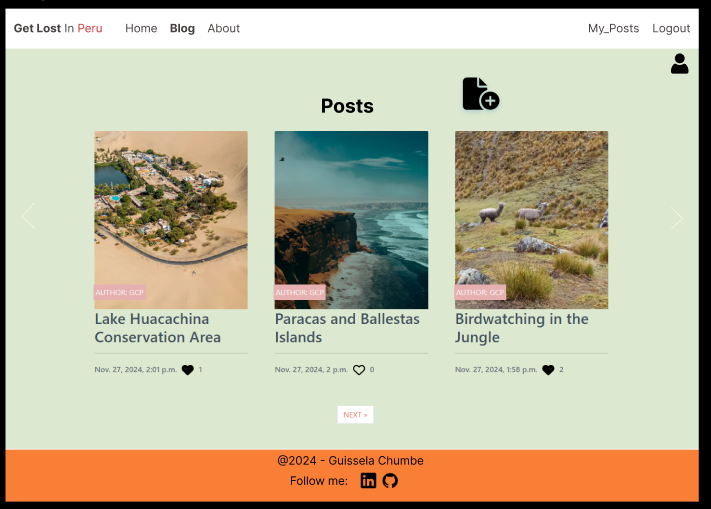 Get Lost In Peru Home Blog About My_Posts Logout
Posts
AUTHOR: GCP
Lake Huacachina
Conservation Area
Nov. 27, 2024, 2:01 p.m. 1
AUTHOR: GCP
Paracas and Ballestas
Islands
Nov. 27, 2024, 2 p.m. 0
AUTHOR: GCP
Birdwatching in the
Jungle
Nov. 27, 2024, 1:58 p.m. 2
NEXT »
@2024 - Guissela Chumbe
Follow me: